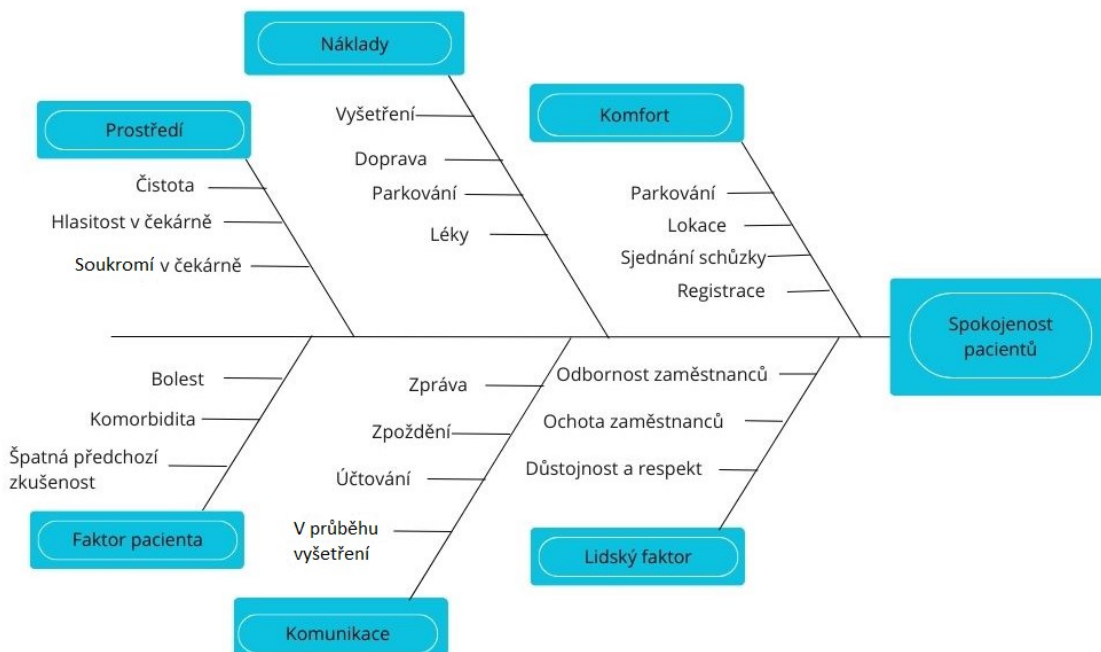 Náklady
Vyšetření
Doprava
Parkování
Léky
Prostředí
Čistota
Hlasitost v čekárně
Soukromí v čekárně
Komfort
Parkování
Lokace
Sjednání schůzky
Registrace
Spokojenost
pacientů
Bolest
Komorbidita
Špatná předchozí
zkušenost
Faktor pacienta
Zpráva
Zpoždění
Účtování
V průběhu
vyšetření
Komunikace
Odbornost zaměstnanců
Ochota zaměstnanců
Důstojnost a respekt
Lidský faktor